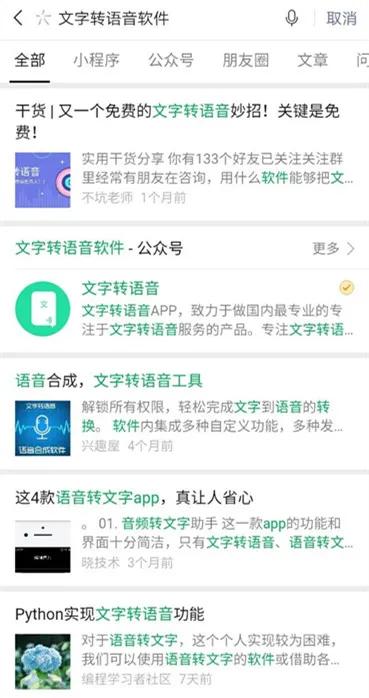 文字转语音软件
取消
全部 小程序 公众号 朋友圈 文章
干货 | 又一个免费的文字转语音妙招！关键是免
费！
转语音
实用干货分享 你有133个好友已关注关注群
里经常有朋友在咨询，用什么软件能够把文...
不坑老师 1个月前
文字转语音软件 - 公众号
更多
文
文字转语音
文字转语音APP，致力于做国内最专业的专
注于文字转语音服务的产品。专注文字转语...
语音合成，文字转语音工具
文字转语音
语音合成软件
解锁所有权限，轻松完成文字到语音的转
换。 软件内集成多种自定义功能，多种发...
兴趣屋 4个月前
这4款语音转文字app，真让人省心
。 01. 音频转文字助手 这一款app的功能和
界面十分简洁，只有文字转语音、语音转文...
晓技术 3个月前
Python实现文字转语音功能
对于语音转文字，这个个人实现较为困难，
我们可以使用语音转文字的软件或借助各...
编程学习者社区 7天前